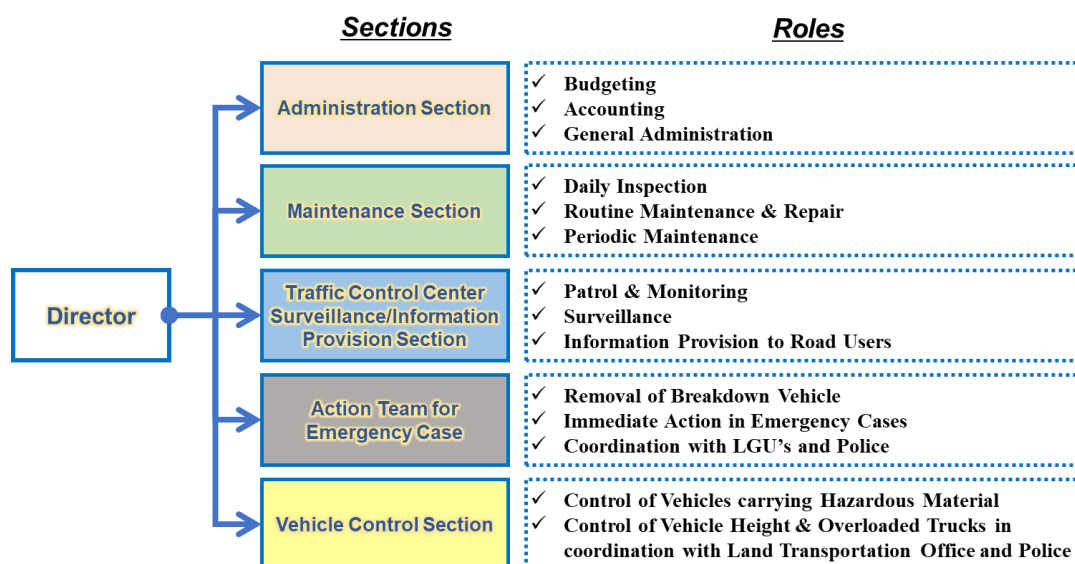 Sections
Roles
Director
Administration Section
✓ Budgeting
✓ Accounting
✓ General Administration
Maintenance Section
✓ Daily Inspection
✓ Routine Maintenance & Repair
✓ Periodic Maintenance
Traffic Control Center
Surveillance/Information
Provision Section
✓ Patrol & Monitoring
✓ Surveillance
✓ Information Provision to Road Users
Action Team for
Emergency Case
✓ Removal of Breakdown Vehicle
✓ Immediate Action in Emergency Cases
✓ Coordination with LGU’s and Police
Vehicle Control Section
✓ Control of Vehicles carrying Hazardous Material
✓ Control of Vehicle Height & Overloaded Trucks in
coordination with Land Transportation Office and Police